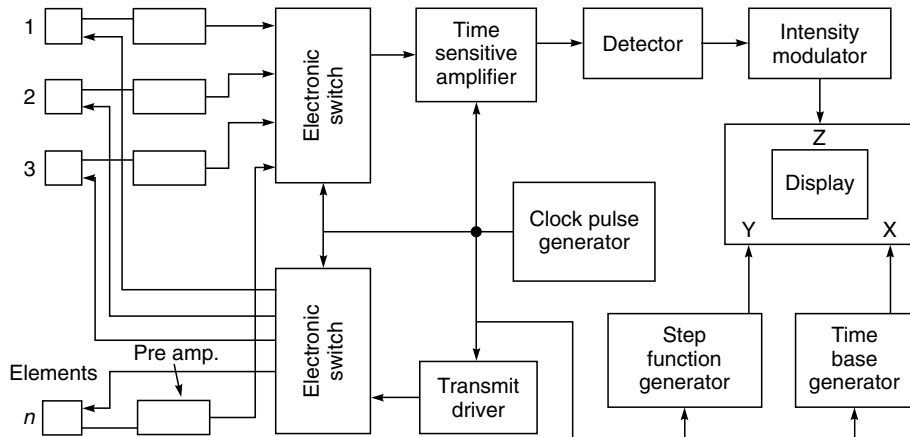 1
2
3
Electronic
switch
Time
sensitive
amplifier
Detector
Intensity
modulator
Z
Display
Y
X
Clock pulse
generator
Electronic
switch
Pre amp.
Elements
n
Transmit
driver
Step
function
generator
Time
base
generator